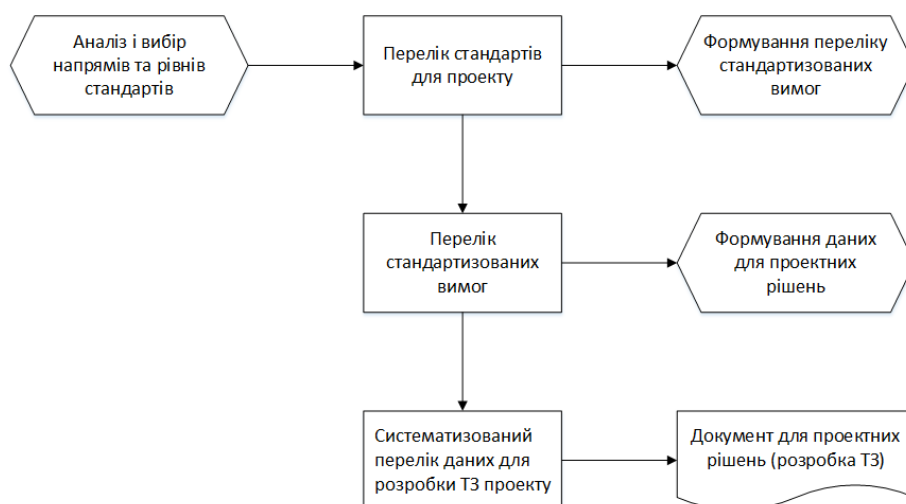 Аналіз і вибір
напрямів та рівнів
стандартів
Перелік стандартів
для проекту
Формування переліку
стандартизованих
вимог
Перелік
стандартизованих
вимог
Формування даних
для проектних
рішень
Систематизований
перелік даних для
розробки ТЗ проекту
Документ для проектних
рішень (розробка ТЗ)